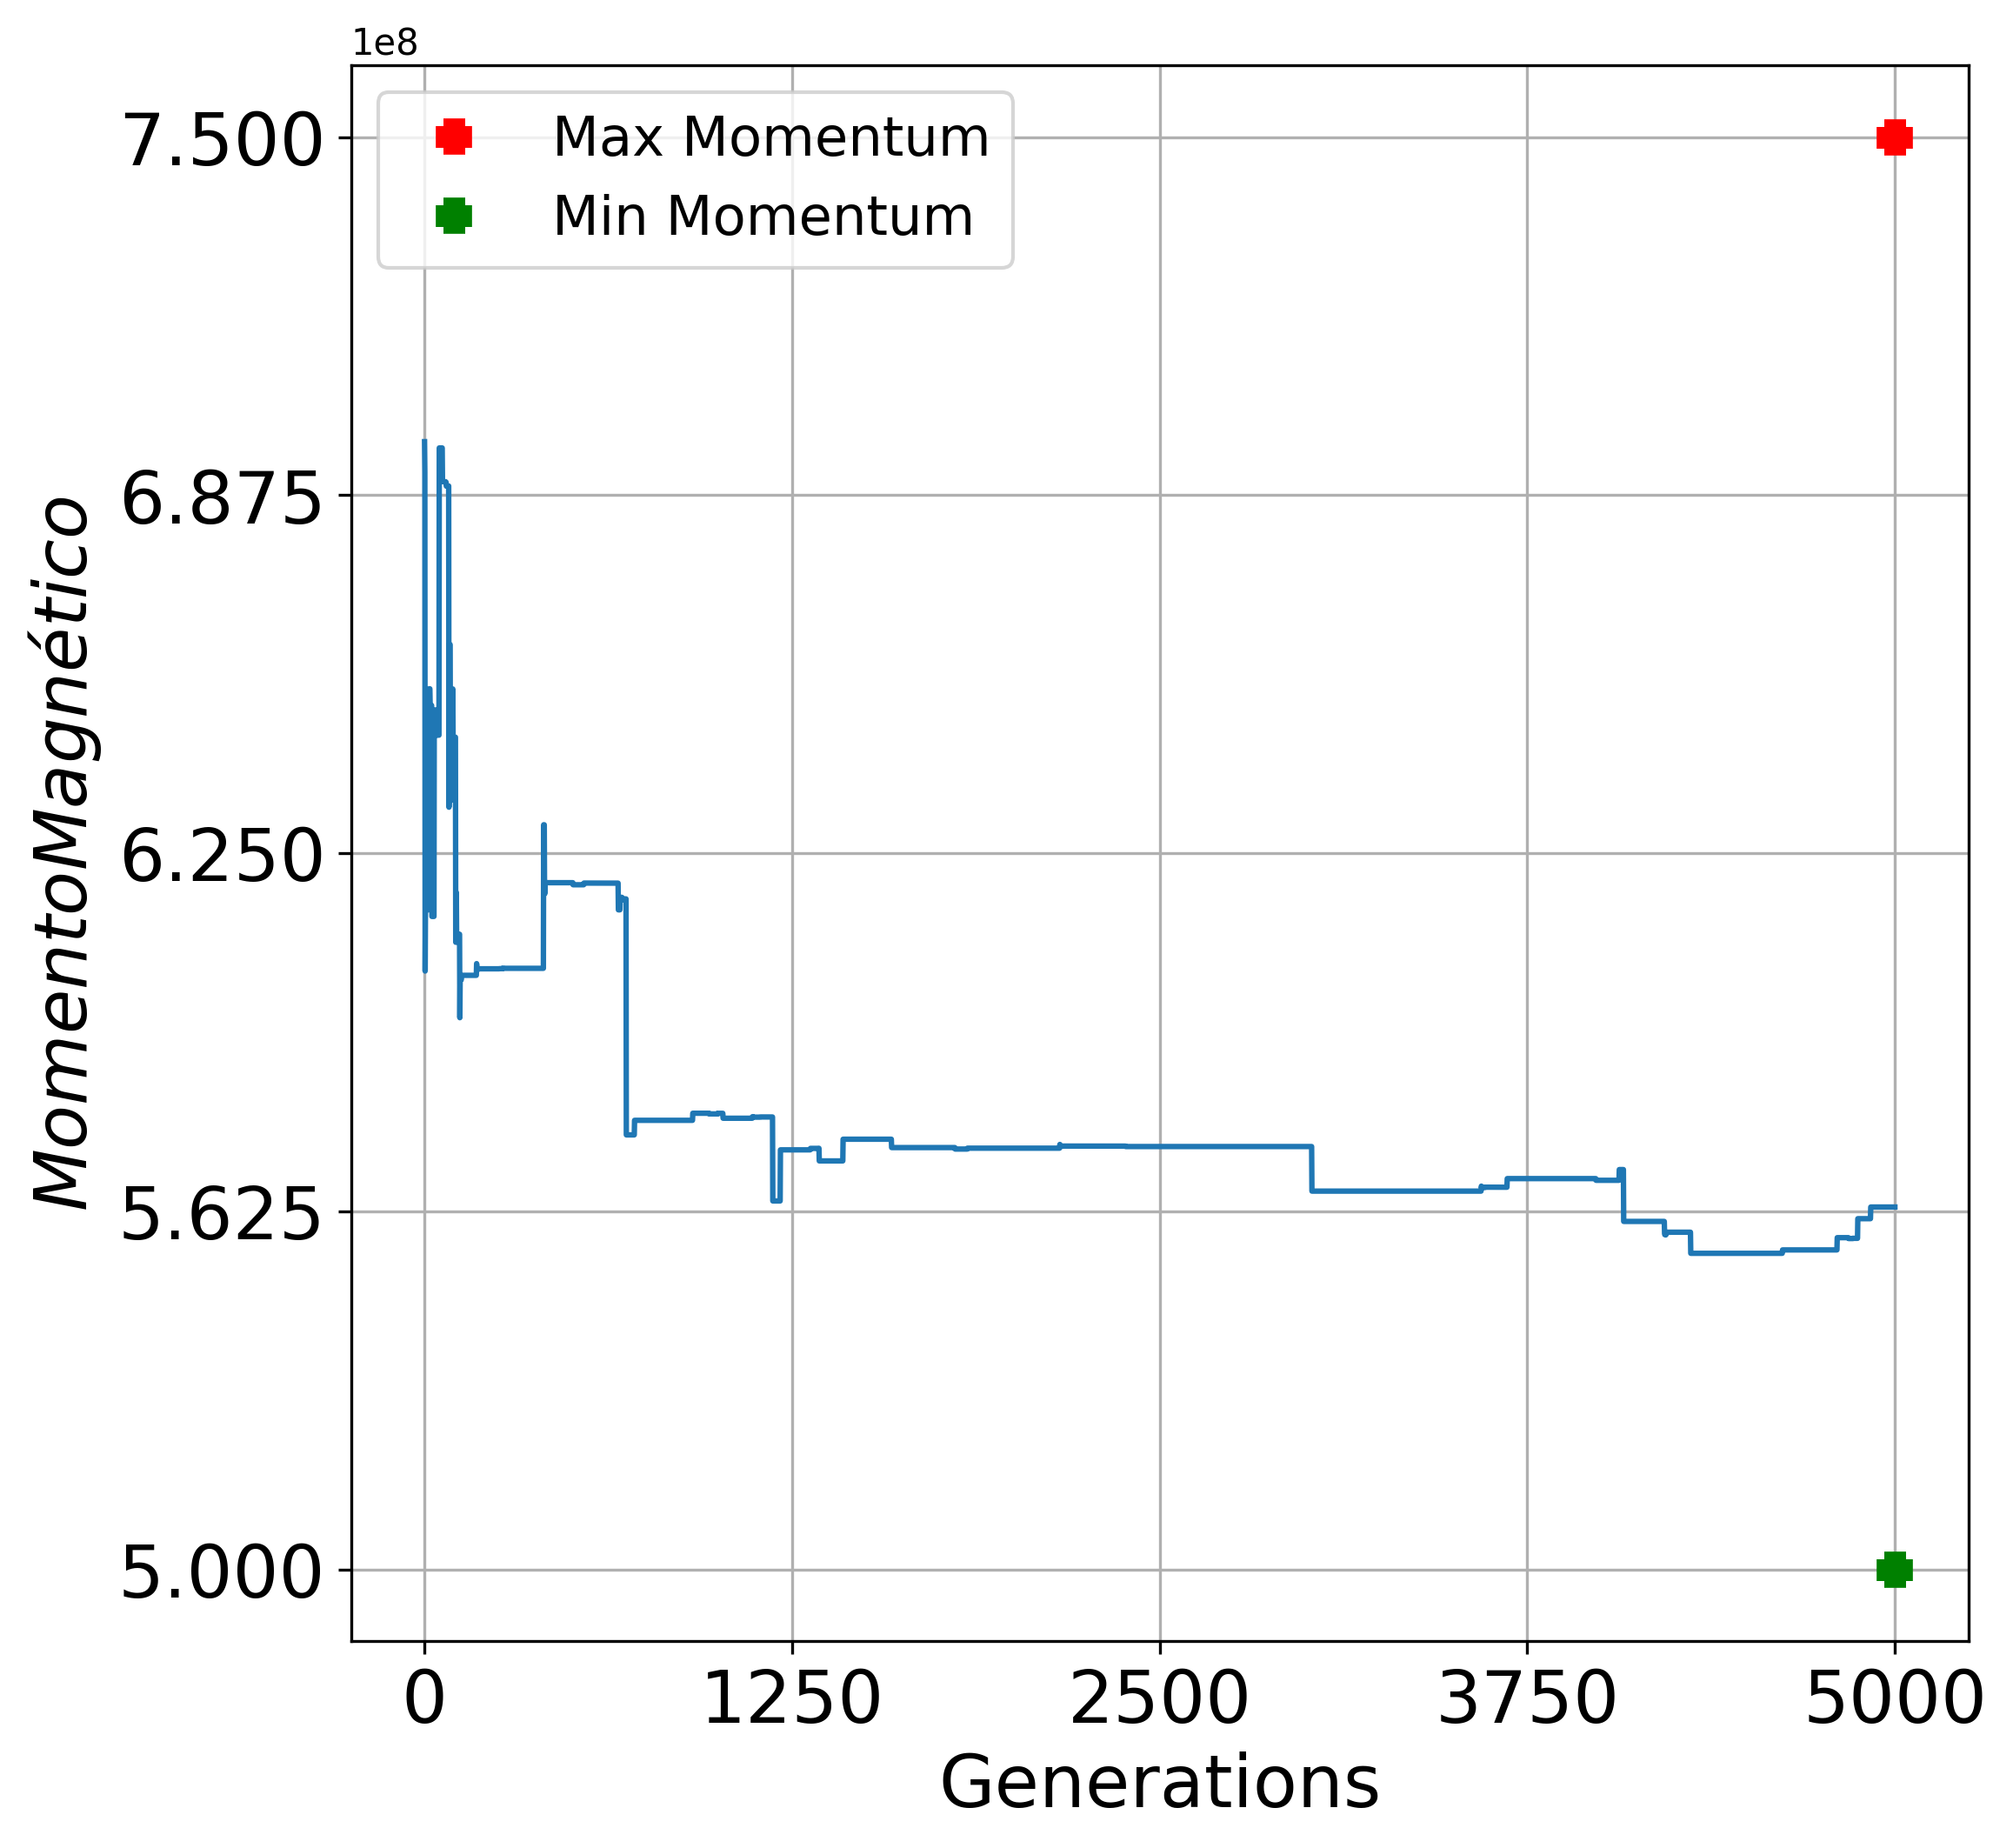 1e8
7.500
6.875
6.250
5.625
5.000
MomentoMagnético
Max Momentum
Min Momentum
0 1250 2500 3750 5000
Generations